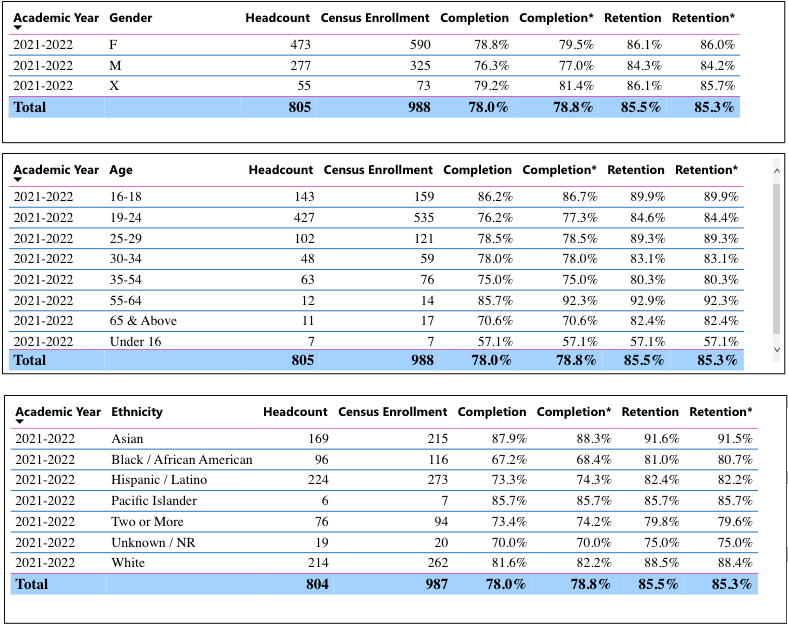 Academic Year Gender Headcount Census Enrollment Completion Completion* Retention Retention*
2021-2022 F 473 590 78.8% 79.5% 86.1% 86.0%
2021-2022 M 277 325 76.3% 77.0% 84.3% 84.2%
2021-2022 X 55 73 79.2% 81.4% 86.1% 85.7%
Total 805 988 78.0% 78.8% 85.5% 85.3%
Academic Year Age Headcount Census Enrollment Completion Completion* Retention Retention*
2021-2022 16-18 143 159 86.2% 86.7% 89.9% 89.9%
2021-2022 19-24 427 535 76.2% 77.3% 84.6% 84.4%
2021-2022 25-29 102 121 78.5% 78.5% 89.3% 89.3%
2021-2022 30-34 48 59 78.0% 78.0% 83.1% 83.1%
2021-2022 35-54 63 76 75.0% 75.0% 80.3% 80.3%
2021-2022 55-64 12 14 85.7% 92.3% 92.9% 92.3%
2021-2022 65 & Above 11 17 70.6% 70.6% 82.4% 82.4%
2021-2022 Under 16 7 7 57.1% 57.1% 57.1% 57.1%
Total 805 988 78.0% 78.8% 85.5% 85.3%
Academic Year Ethnicity Headcount Census Enrollment Completion Completion* Retention Retention*
2021-2022 Asian 169 215 87.9% 88.3% 91.6% 91.5%
2021-2022 Black / African American 96 116 67.2% 68.4% 81.0% 80.7%
2021-2022 Hispanic / Latino 224 273 73.3% 74.3% 82.4% 82.2%
2021-2022 Pacific Islander 6 7 85.7% 85.7% 85.7% 85.7%
2021-2022 Two or More 76 94 73.4% 74.2% 79.8% 79.6%
2021-2022 Unknown / NR 19 20 70.0% 70.0% 75.0% 75.0%
2021-2022 White 214 262 81.6% 82.2% 88.5% 88.4%
Total 804 987 78.0% 78.8% 85.5% 85.3%